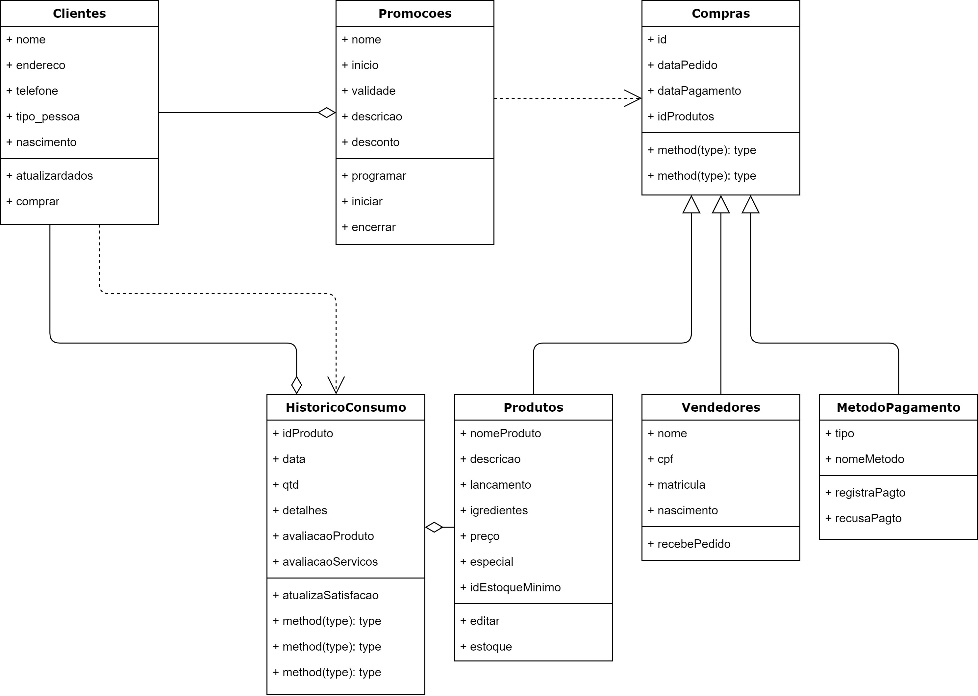 Clientes
+ nome
+ endereco
+ telefone
+ tipo_pessoa
+ nascimento
+ atualizardados
+ comprar
Promocoes
+ nome
+ inicio
+ validade
+ descricao
+ desconto
+ programar
+ iniciar
+ encerrar
Compras
+ id
+ dataPedido
+ dataPagamento
+ idProdutos
+ method(type): type
+ method(type): type
HistoricoConsumo
+ idProduto
+ data
+ qtd
+ detalhes
+ avaliacaoProduto
+ avaliacaoServicos
+ atualizaSatisfacao
+ method(type): type
+ method(type): type
+ method(type): type
Produtos
+ nomeProduto
+ descricao
+ lancamento
+ igredientes
+ preço
+ especial
+ idEstoqueMinimo
+ editar
+ estoque
Vendedores
+ nome
+ cpf
+ matricula
+ nascimento
+ recebePedido
MetodoPagamento
+ tipo
+ nomeMetodo
+ registraPagto
+ recusaPagto